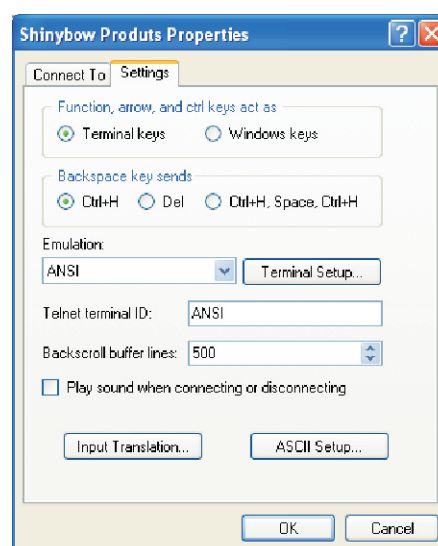 Shinybow Produts Properties
Connect To Settings
Function, arrow, and ctrl keys act as
Terminal keys Windows keys
Backspace key sends
Ctrl+H Del Ctrl+H, Space, Ctrl+H
Emulation:
ANSI Terminal Setup...
Telnet terminal ID: ANSI
Backscroll buffer lines: 500
Play sound when connecting or disconnecting
Input Translation... ASCII Setup...
OK Cancel